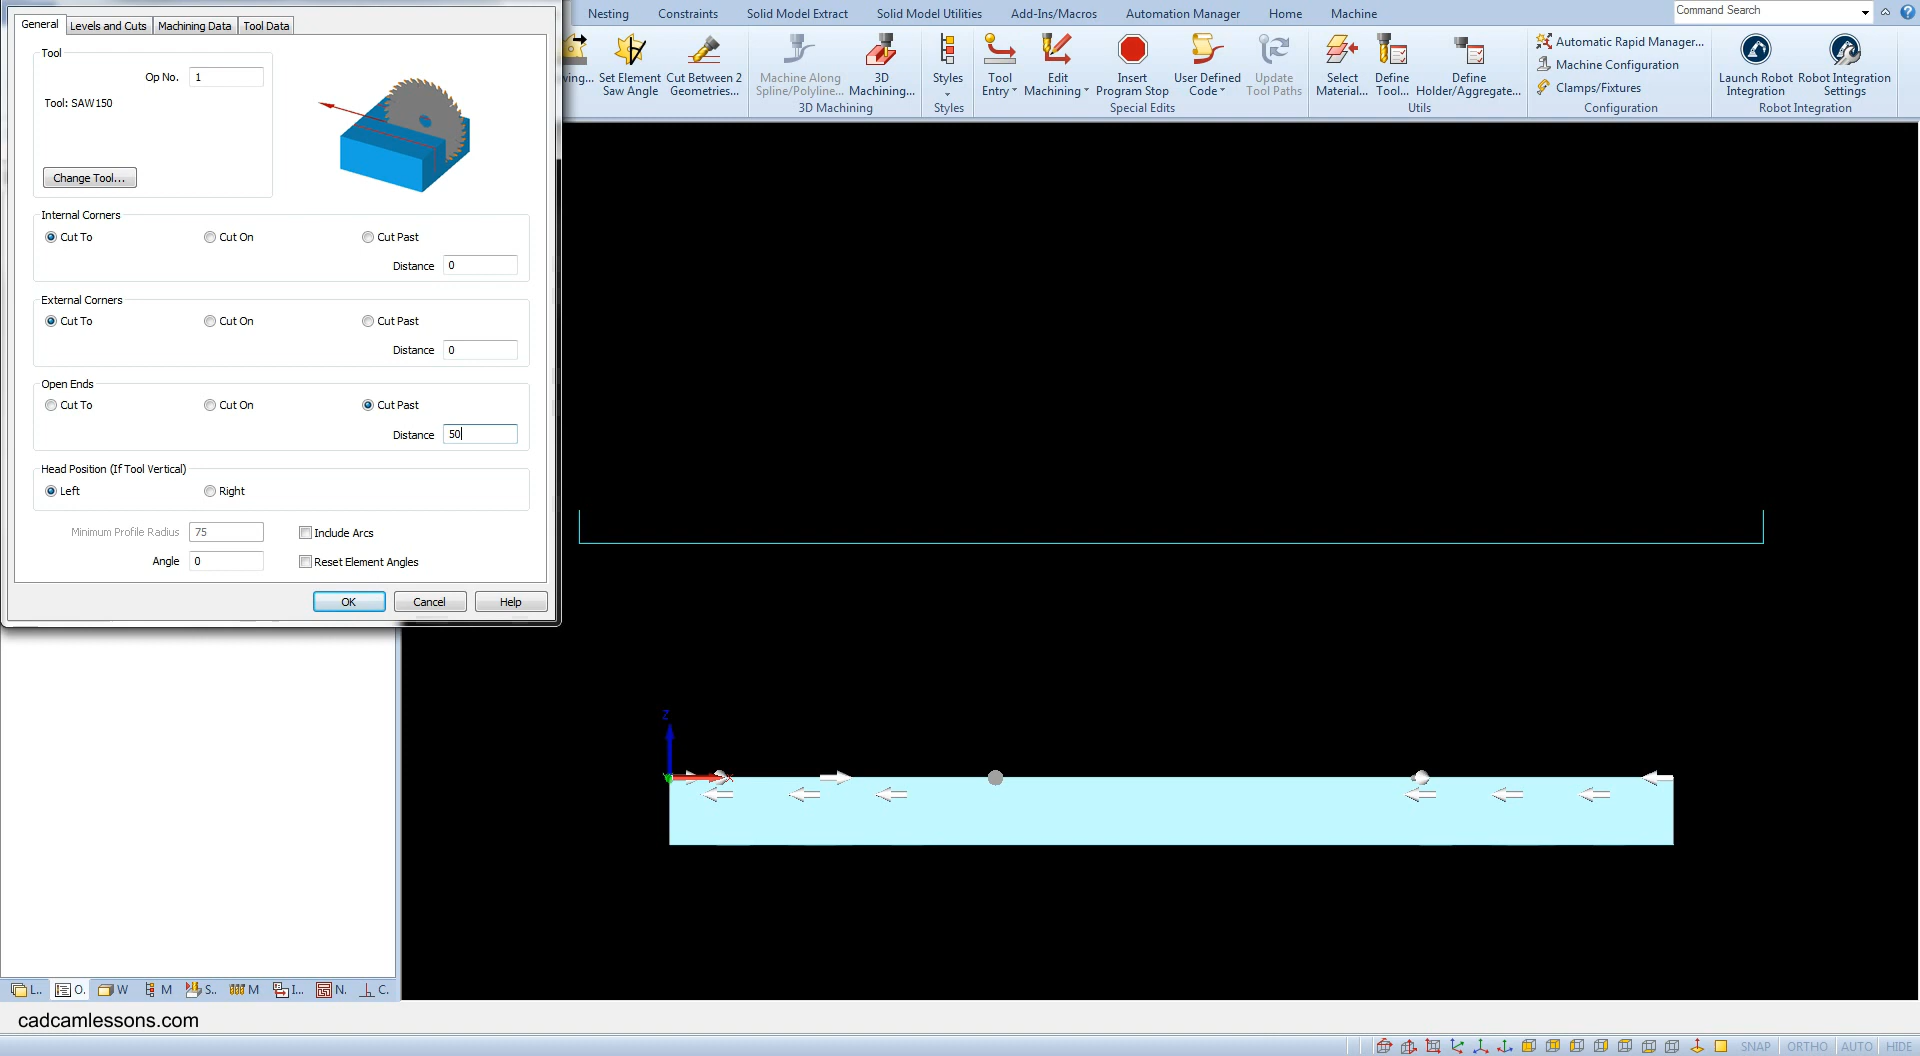 General
Levels and Cuts
Machining Data
Tool Data
Nesting
Constraints
Solid Model Extract
Solid Model Utilities
Add-Ins/Macros
Automation Manager
Home
Machine
Command Search
Tool
Op No. 1
Tool: SAW150
Change Tool...
Internal Corners
Cut To
Cut On
Cut Past
Distance 0
External Corners
Cut To
Cut On
Cut Past
Distance 0
Open Ends
Cut To
Cut On
Cut Past
Distance 50
Head Position (If Tool Vertical)
Left
Right
Minimum Profile Radius 75
Include Arcs
Angle 0
Reset Element Angles
OK
Cancel
Help
Set Element
Saw Angle
Cut Between 2
Geometries...
Machine Along
Spline/Polyline...
3D
Machining...
3D Machining
Styles
Styles
Tool
Entry
Edit
Machining
Insert
Program Stop
User Defined
Code
Update
Tool Paths
Special Edits
Select
Material...
Define
Tool...
Define
Holder/Aggregate...
Utils
Automatic Rapid Manager...
Machine Configuration
Clamps/Fixtures
Configuration
Launch Robot
Integration
Robot Integration
Settings
Robot Integration
Z
X
L..
O.
W
M
S..
M
I...
N.
C.
cadcamlessons.com
SNAP
ORTHO
AUTO
HIDE